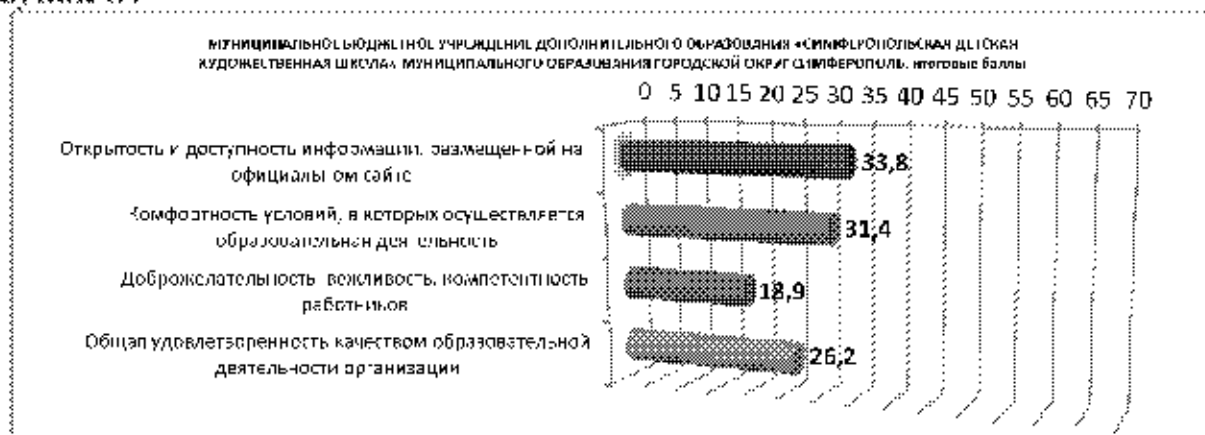 МУНИЦИПАЛЬНОЕ БЮДЖЕТНОЕ УЧРЕЖДЕНИЕ ДОПОЛНИТЕЛЬНОГО ОБРАЗОВАНИЯ «СИМФЕРОПОЛЬСКАЯ ДЕТСКАЯ
ХУДОЖЕСТВЕННАЯ ШКОЛА» МУНИЦИПАЛЬНОГО ОБРАЗОВАНИЯ ГОРОДСКОЙ ОКРУГ СИМФЕРОПОЛЬ. итоговые баллы
0 5 10 15 20 25 30 35 40 45 50 55 60 65 70
Открытость и доступность информации, размещенной на
официальном сайте
33,8
Комфортность условий, в которых осуществляется
образовательная деятельность
31,4
Доброжелательность, вежливость, компетентность
работников
18,9
Общая удовлетворенность качеством образовательной
деятельности организации
26,2